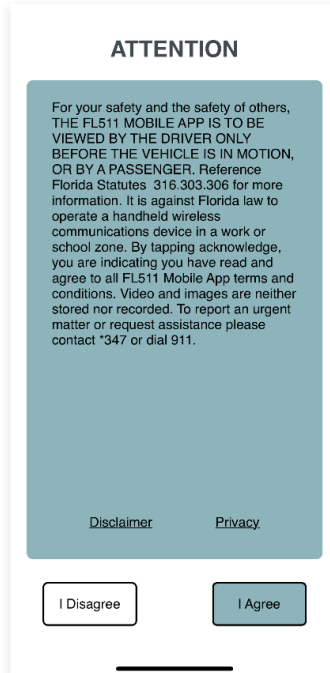 ATTENTION
For your safety and the safety of others,
THE FL511 MOBILE APP IS TO BE
VIEWED BY THE DRIVER ONLY
BEFORE THE VEHICLE IS IN MOTION,
OR BY A PASSENGER. Reference
Florida Statutes  316.303.306 for more
information. It is against Florida law to
operate a handheld wireless
communications device in a work or
school zone. By tapping acknowledge,
you are indicating you have read and
agree to all FL511 Mobile App terms and
conditions. Video and images are neither
stored nor recorded. To report an urgent
matter or request assistance please
contact *347 or dial 911.
Disclaimer Privacy
I Disagree I Agree